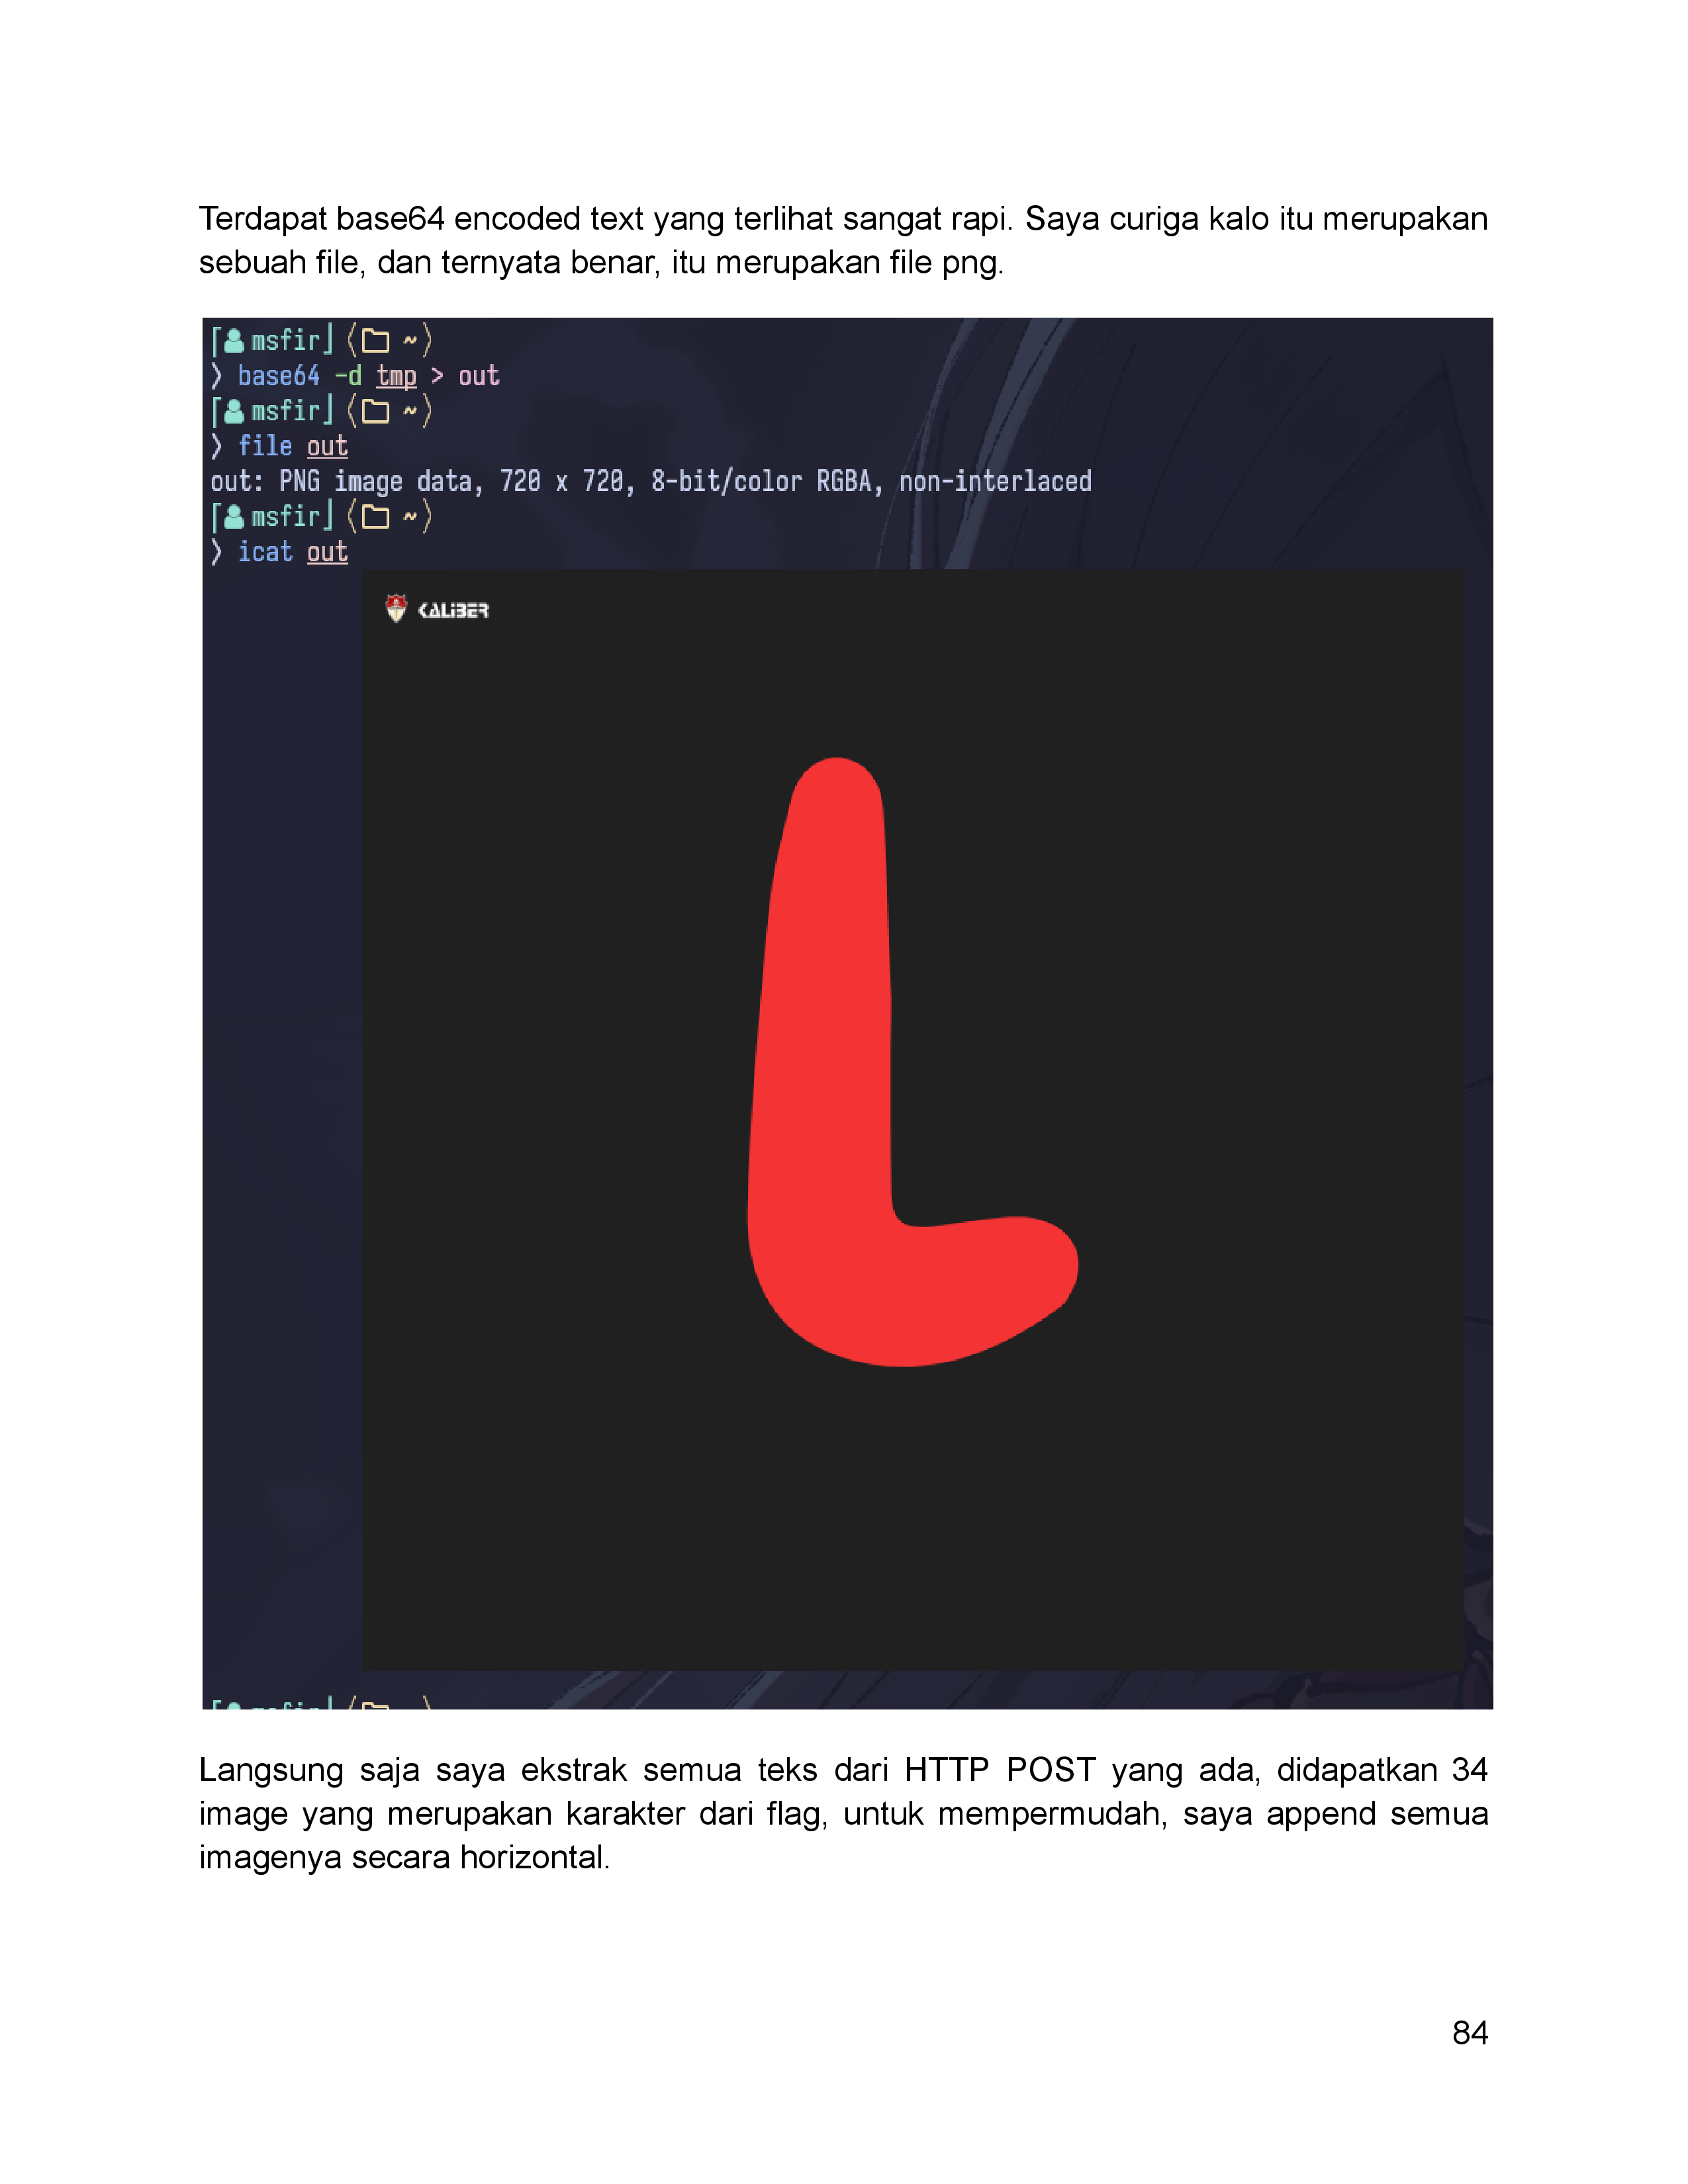 Terdapat base64 encoded text yang terlihat sangat rapi. Saya curiga kalo itu merupakan
sebuah file, dan ternyata benar, itu merupakan file png.
msfir ~
❯ base64 -d tmp > out
msfir ~
❯ file out
out: PNG image data, 720 x 720, 8-bit/color RGBA, non-interlaced
msfir ~
❯ icat out
KALiBER
L
Langsung saja saya ekstrak semua teks dari HTTP POST yang ada, didapatkan 34
image yang merupakan karakter dari flag, untuk mempermudah, saya append semua
imagenya secara horizontal.
84